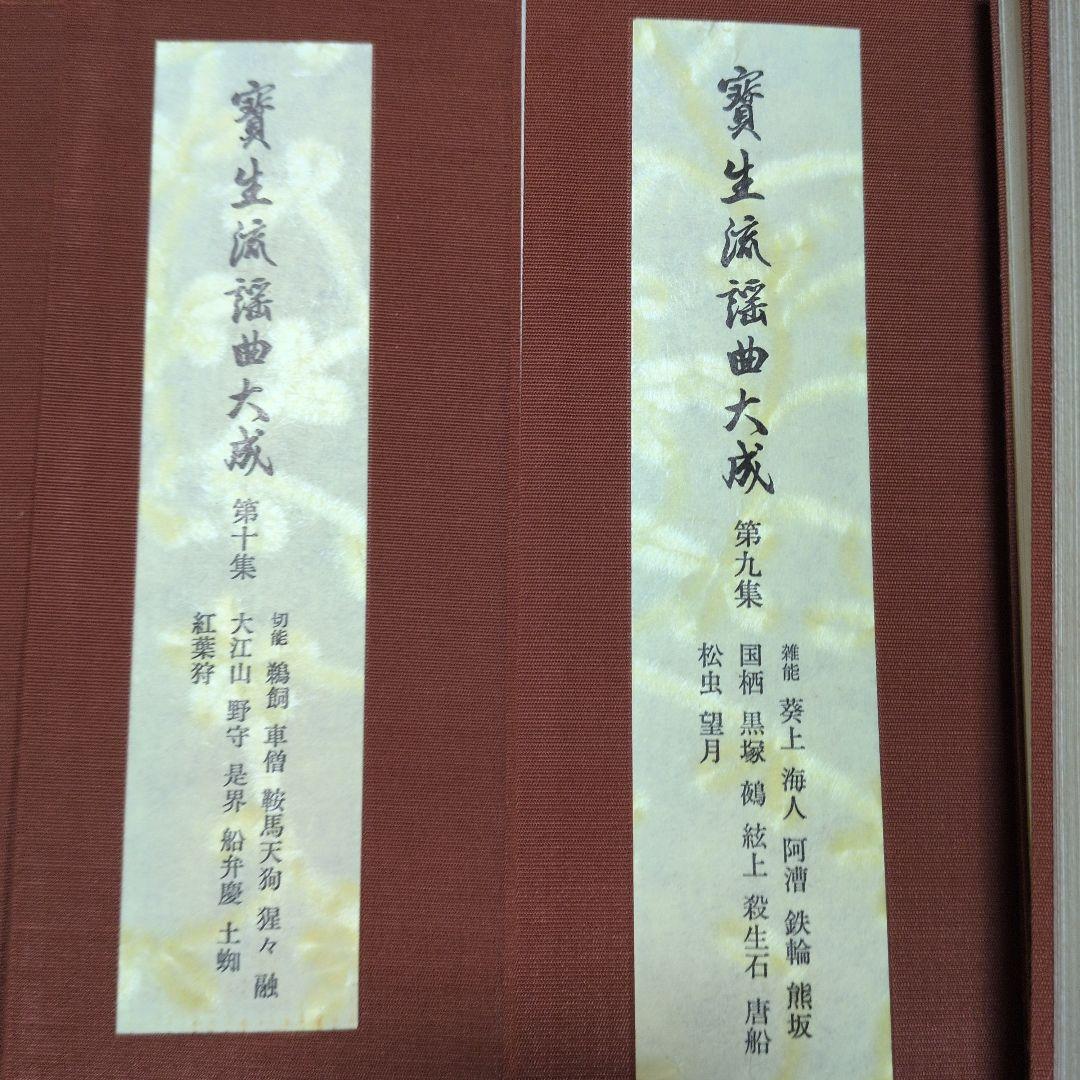 寳生流謡曲大成 第十集
切能 鵜飼 車僧 鞍馬天狗 猩々 融
大江山 野守 是界 船弁慶 土蜘
紅葉狩
寳生流謡曲大成 第九集
雑能 葵上 海人 阿漕 鉄輪 熊坂
国栖 黒塚 鵺 絃上 殺生石 唐船
松虫 望月